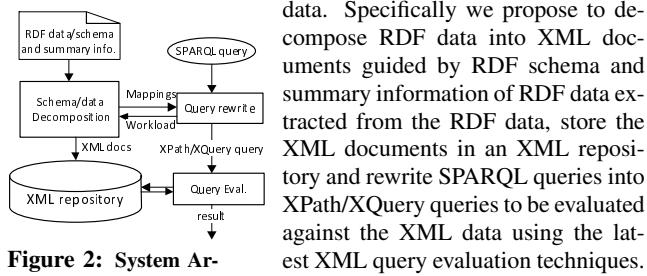 RDF data/schema
and summary info.
SPARQL query
Schema/data
Decomposition
Mappings
Workload
Query rewrite
XML docs
XPath/XQuery query
XML repository
Query Eval.
result
Figure 2: System Ar-
data. Specifically we propose to de-
compose RDF data into XML doc-
uments guided by RDF schema and
summary information of RDF data ex-
tracted from the RDF data, store the
XML documents in an XML reposi-
tory and rewrite SPARQL queries into
XPath/XQuery queries to be evaluated
against the XML data using the lat-
est XML query evaluation techniques.